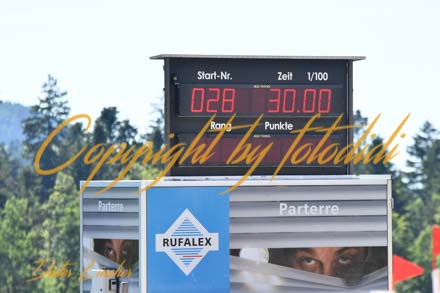 Start-Nr. Zeit 1/100
028 30.00
Rang Punkte
Copyright by fotodidi
Parterre Parterre
RUFALEX